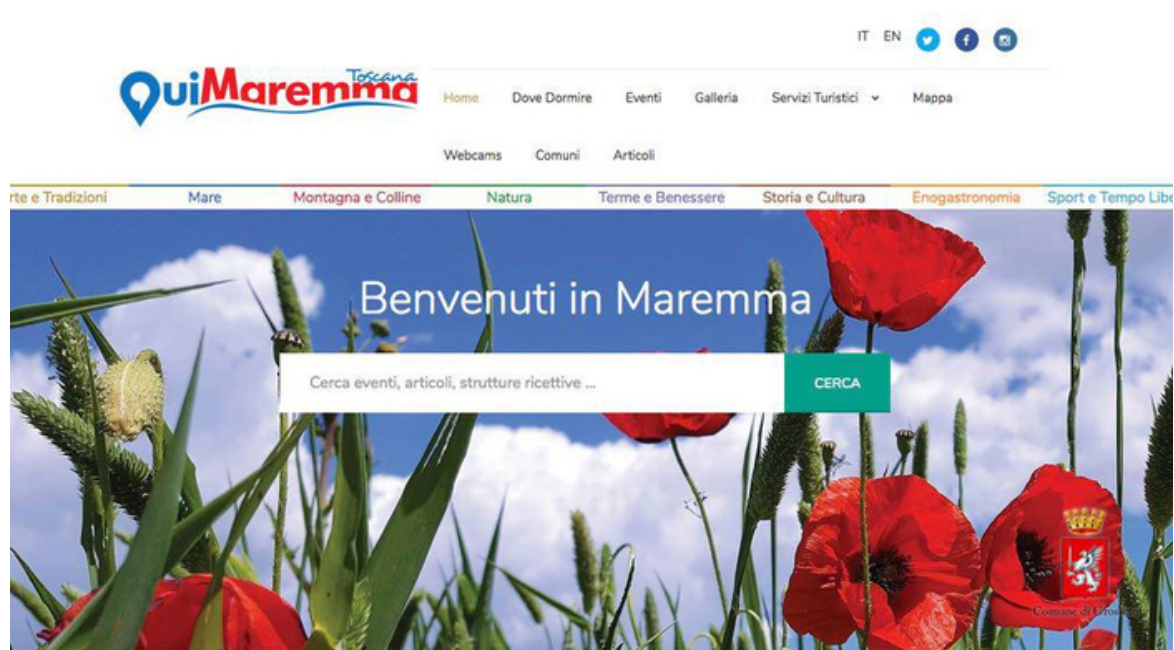 IT EN
Toscana
QuiMaremma
Home Dove Dormire Eventi Galleria Servizi Turistici Mappa
Webcams Comuni Articoli
rte e Tradizioni Mare Montagna e Colline Natura Terme e Benessere Storia e Cultura Enogastronomia Sport e Tempo Libe
Benvenuti in Maremma
Cerca eventi, articoli, strutture ricettive ... CERCA
Comune di